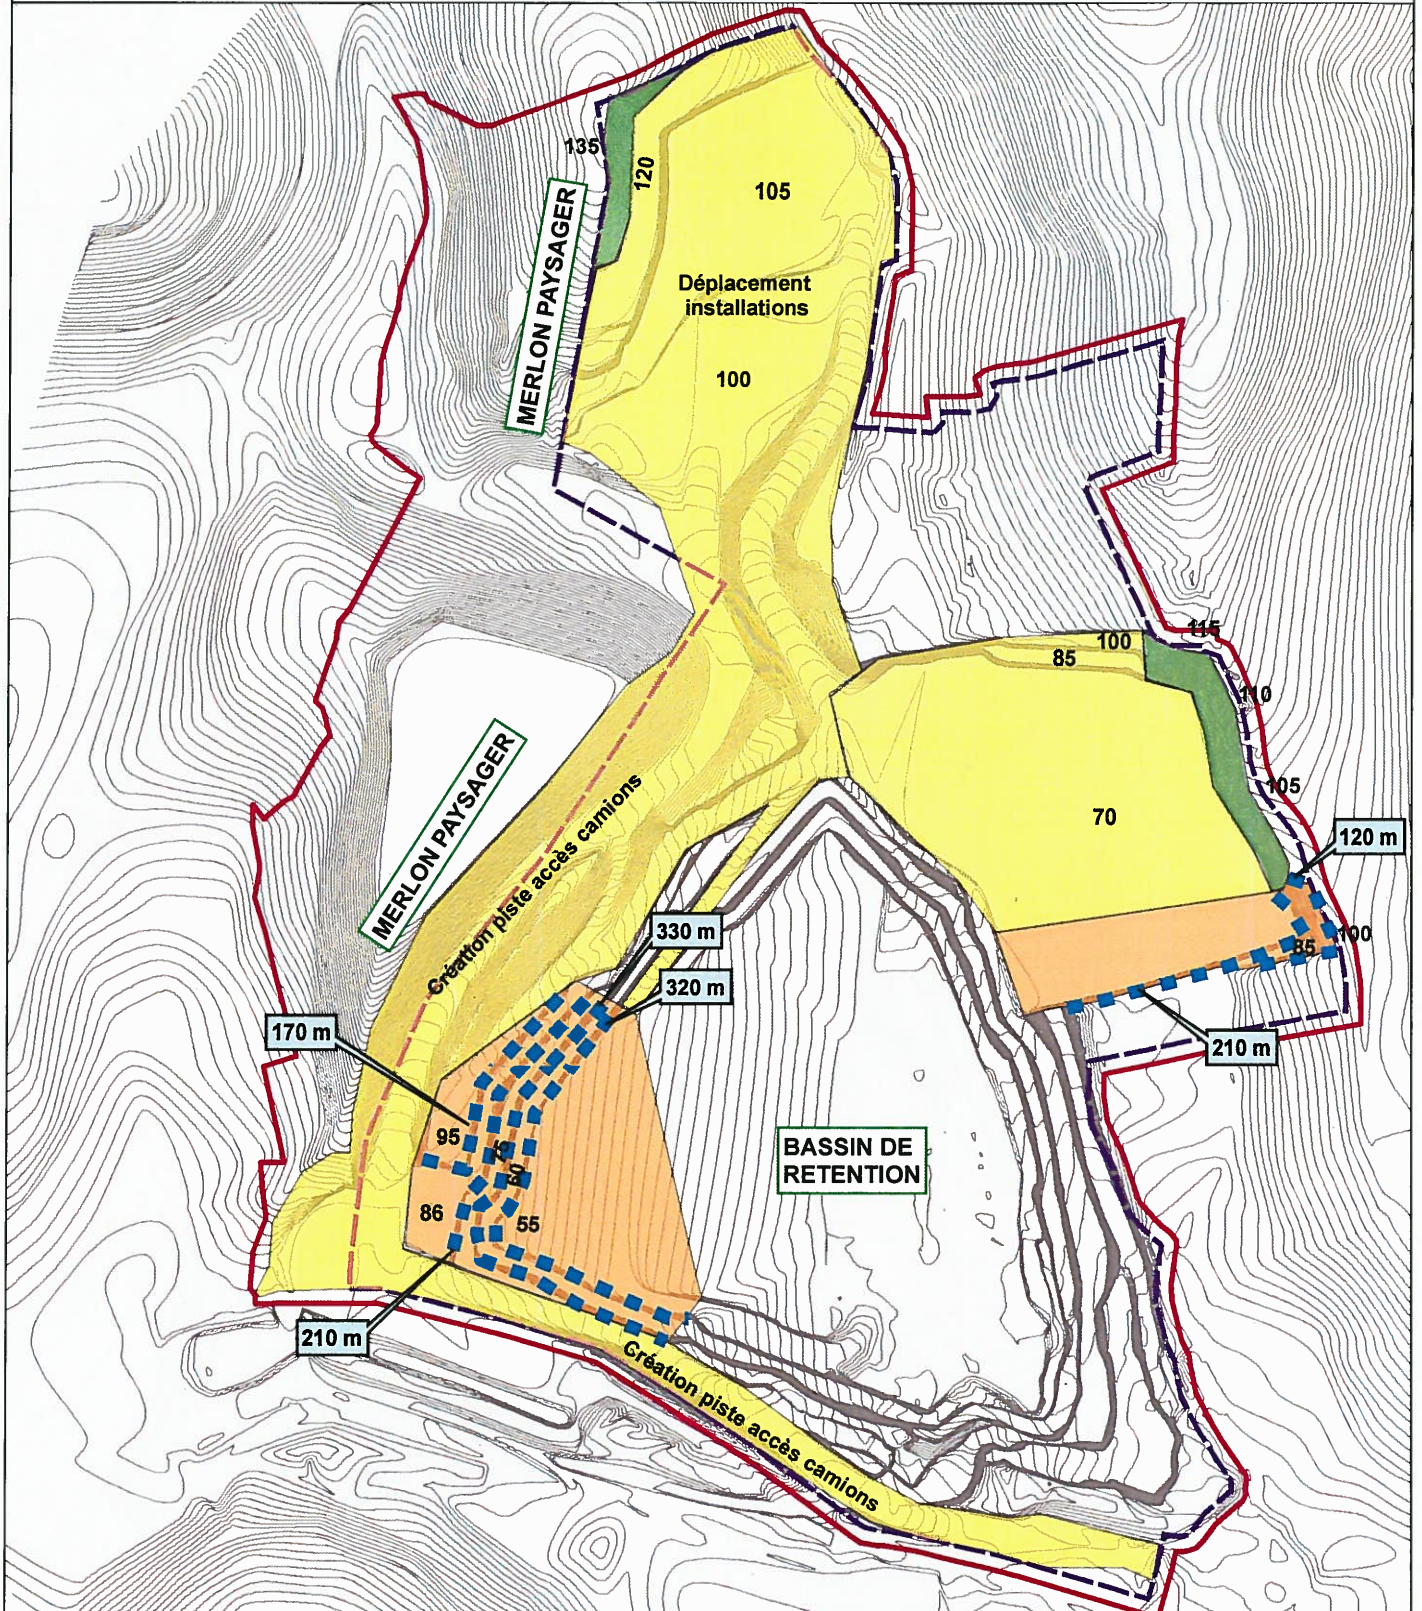 135
120
105
MERLON PAYSAGER
Déplacement
installations
100
115
100
85
110
MERLON PAYSAGER
Création piste accès camions
105
70
120 m
330 m
100
85
320 m
170 m
210 m
95
75
BASSIN DE
RETENTION
60
86
55
210 m
Création piste accès camions